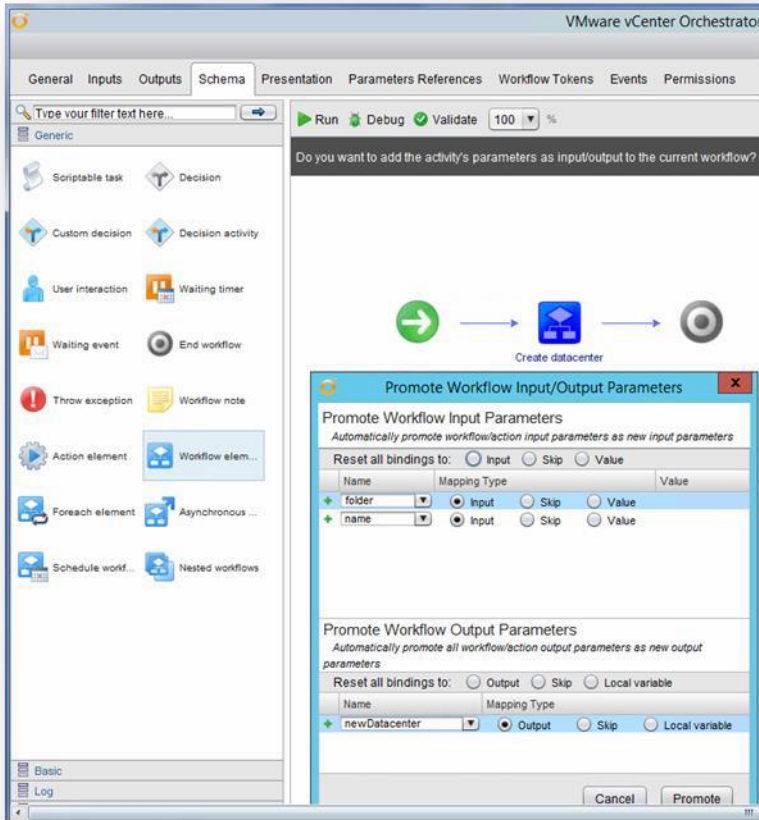 VMware vCenter Orchestrator
General Inputs Outputs Schema Presentation Parameters References Workflow Tokens Events Permissions
Type your filter text here...
Run Debug Validate 100 %
Generic
Do you want to add the activity's parameters as input/output to the current workflow?
Scriptable task Decision
Custom decision Decision activity
User interaction Waiting timer
Waiting event End workflow
Create datacenter
Throw exception Workflow note
Action element Workflow elem...
Foreach element Asynchronous ...
Schedule workf... Nested workflows
Basic
Log
Promote Workflow Input/Output Parameters x
Promote Workflow Input Parameters
Automatically promote workflow/action input parameters as new input parameters
Reset all bindings to: Input Skip Value
Name Mapping Type Value
folder Input Skip Value
name Input Skip Value
Promote Workflow Output Parameters
Automatically promote all workflow/action output parameters as new output
parameters
Reset all bindings to: Output Skip Local variable
Name Mapping Type
newDatacenter Output Skip Local variable
Cancel Promote